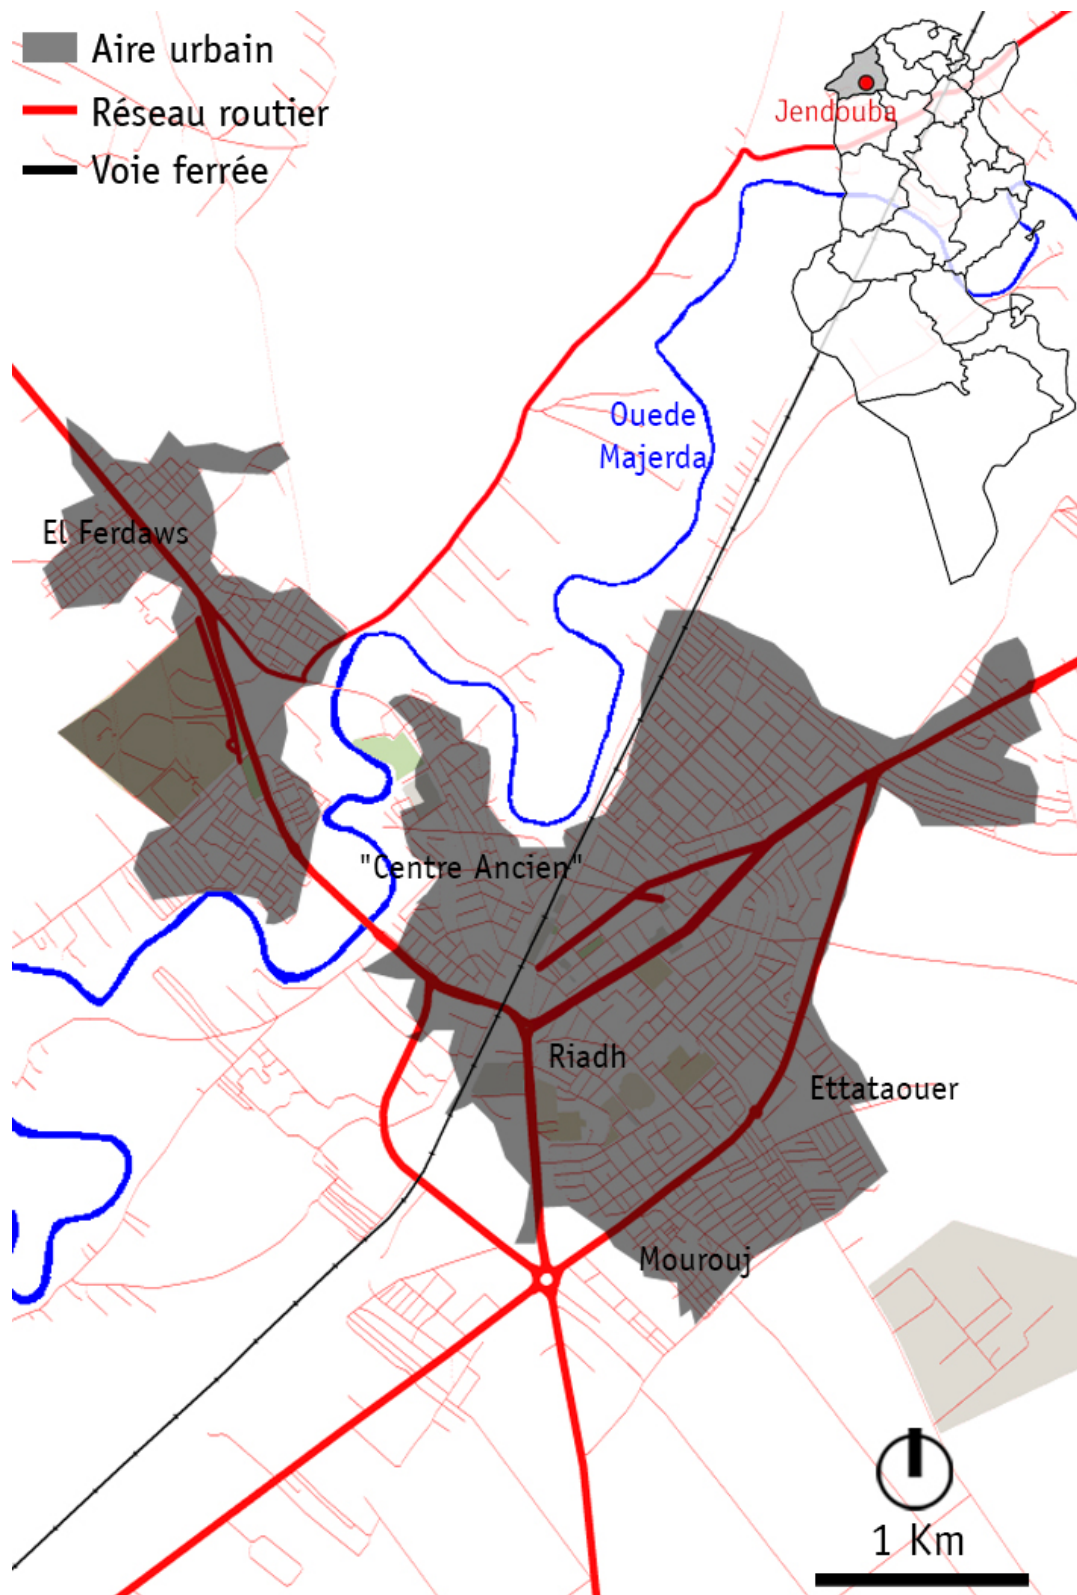 Aire urbain
Réseau routier
Voie ferrée
Jendouba
Ouede
Majerda
El Ferdaws
"Centre Ancien"
Riadh
Ettataouer
Mourouj
1 Km